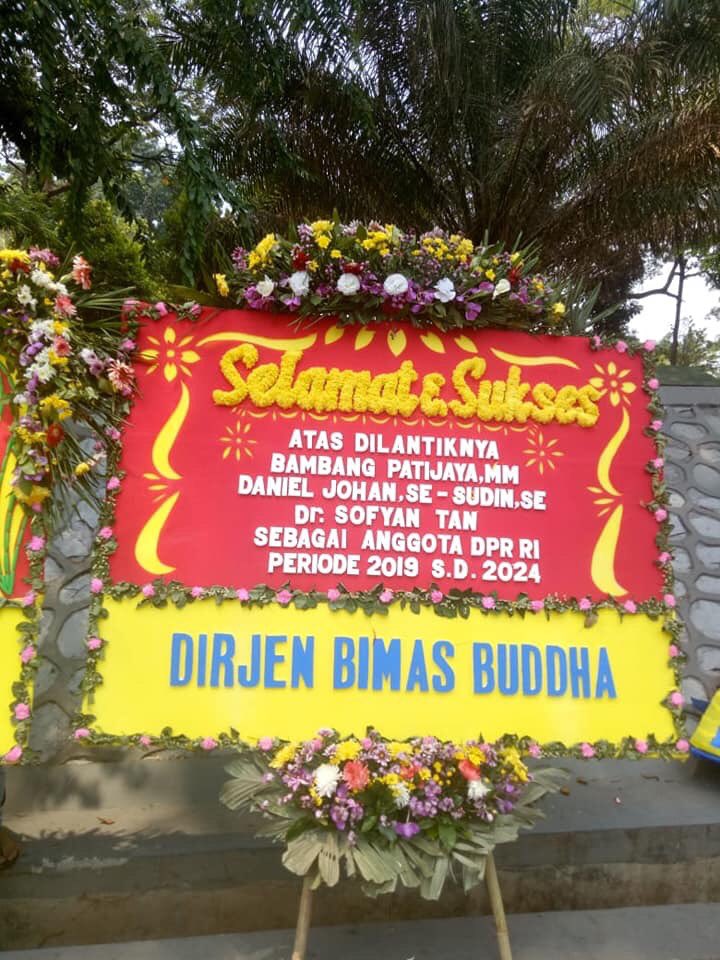 Selamat & Sukses
ATAS DILANTIKNYA
BAMBANG PATIJAYA,MM
DANIEL JOHAN,SE - SUDIN,SE
Dr. SOFYAN TAN
SEBAGAI ANGGOTA DPR RI
PERIODE 2019 S.D. 2024
DIRJEN BIMAS BUDDHA